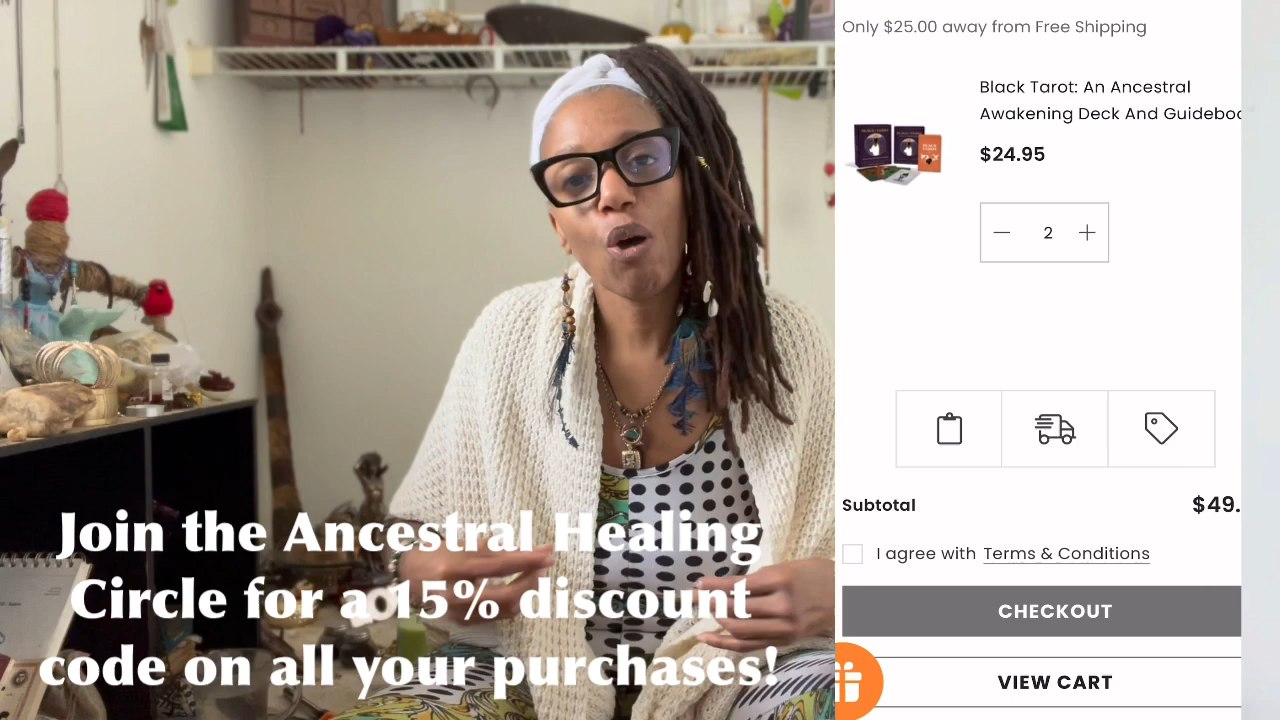 Only $25.00 away from Free Shipping
Black Tarot: An Ancestral
Awakening Deck And Guideboo
$24.95
2
Subtotal
$49.
I agree with Terms & Conditions
CHECKOUT
VIEW CART
Join the Ancestral Healing
Circle for a 15% discount
code on all your purchases!